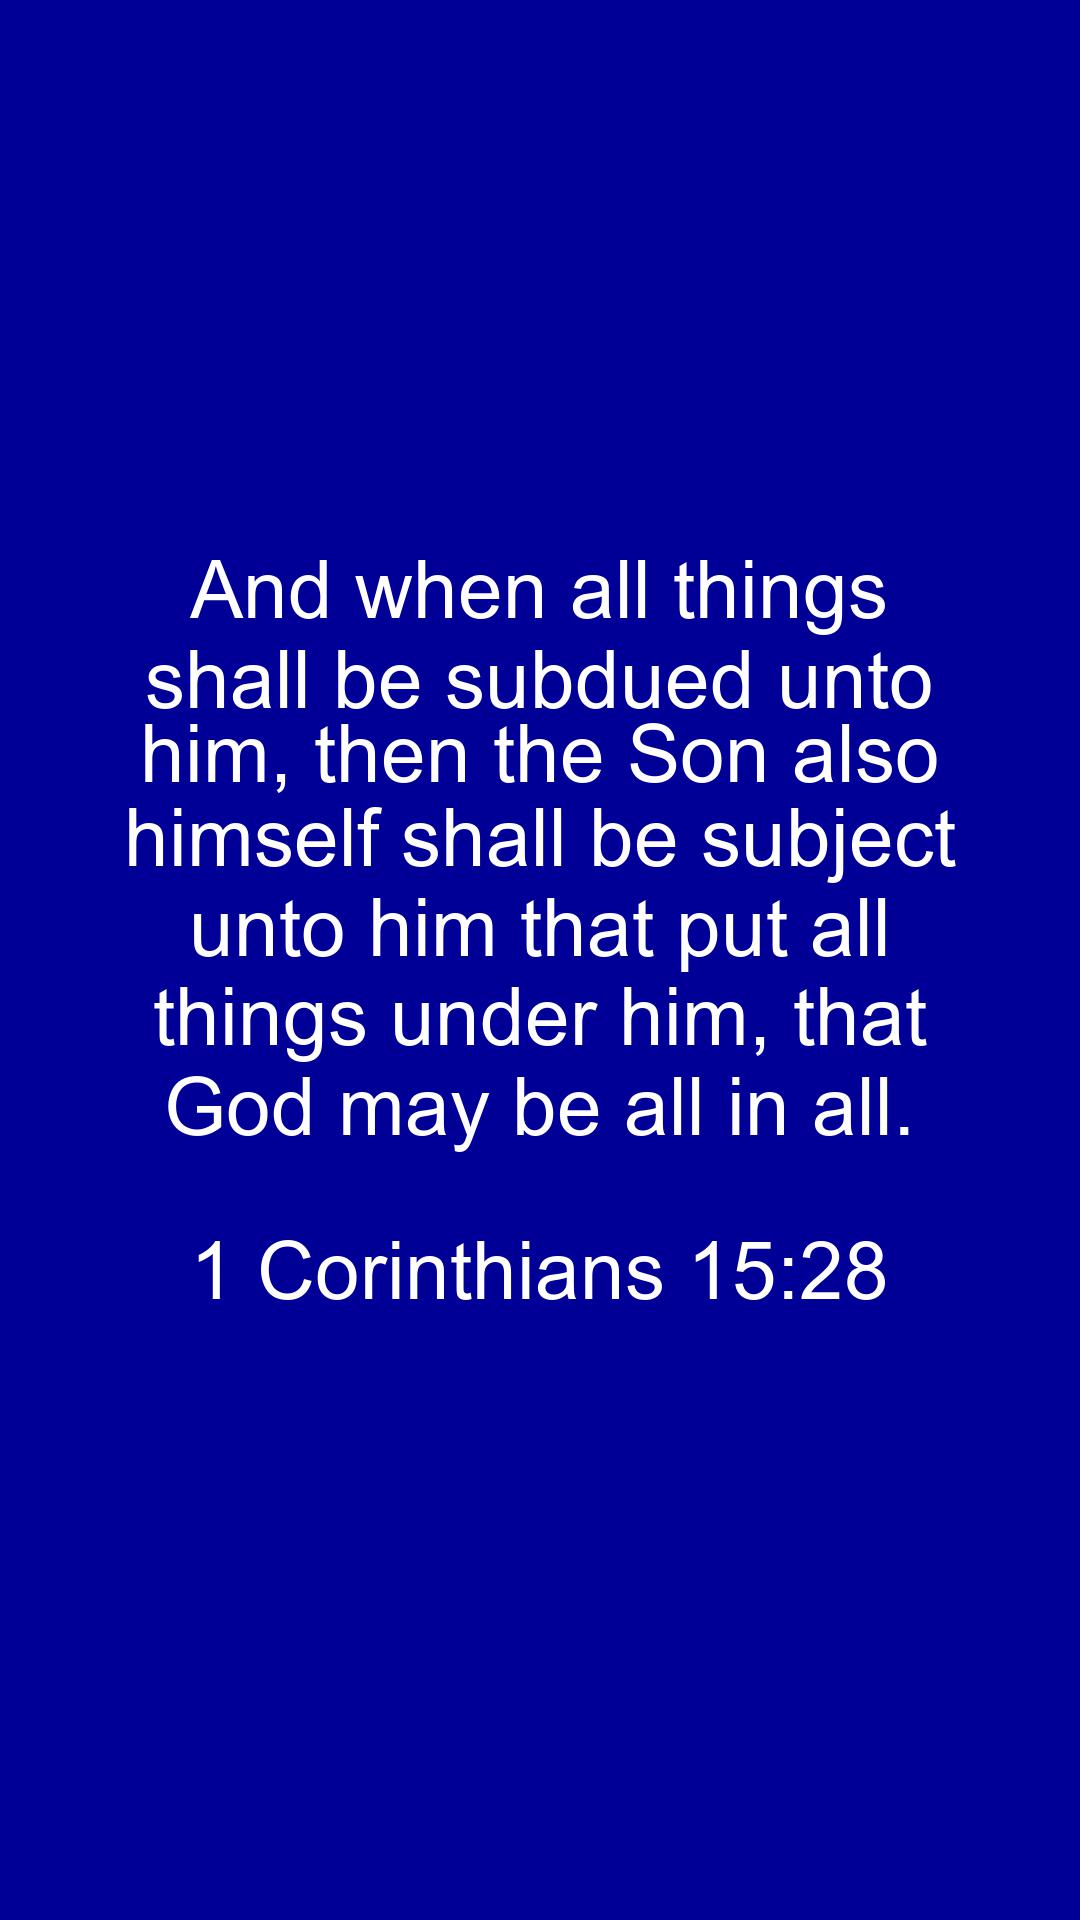 And when all things
shall be subdued unto
him, then the Son also
himself shall be subject
unto him that put all
things under him, that
God may be all in all.
1 Corinthians 15:28